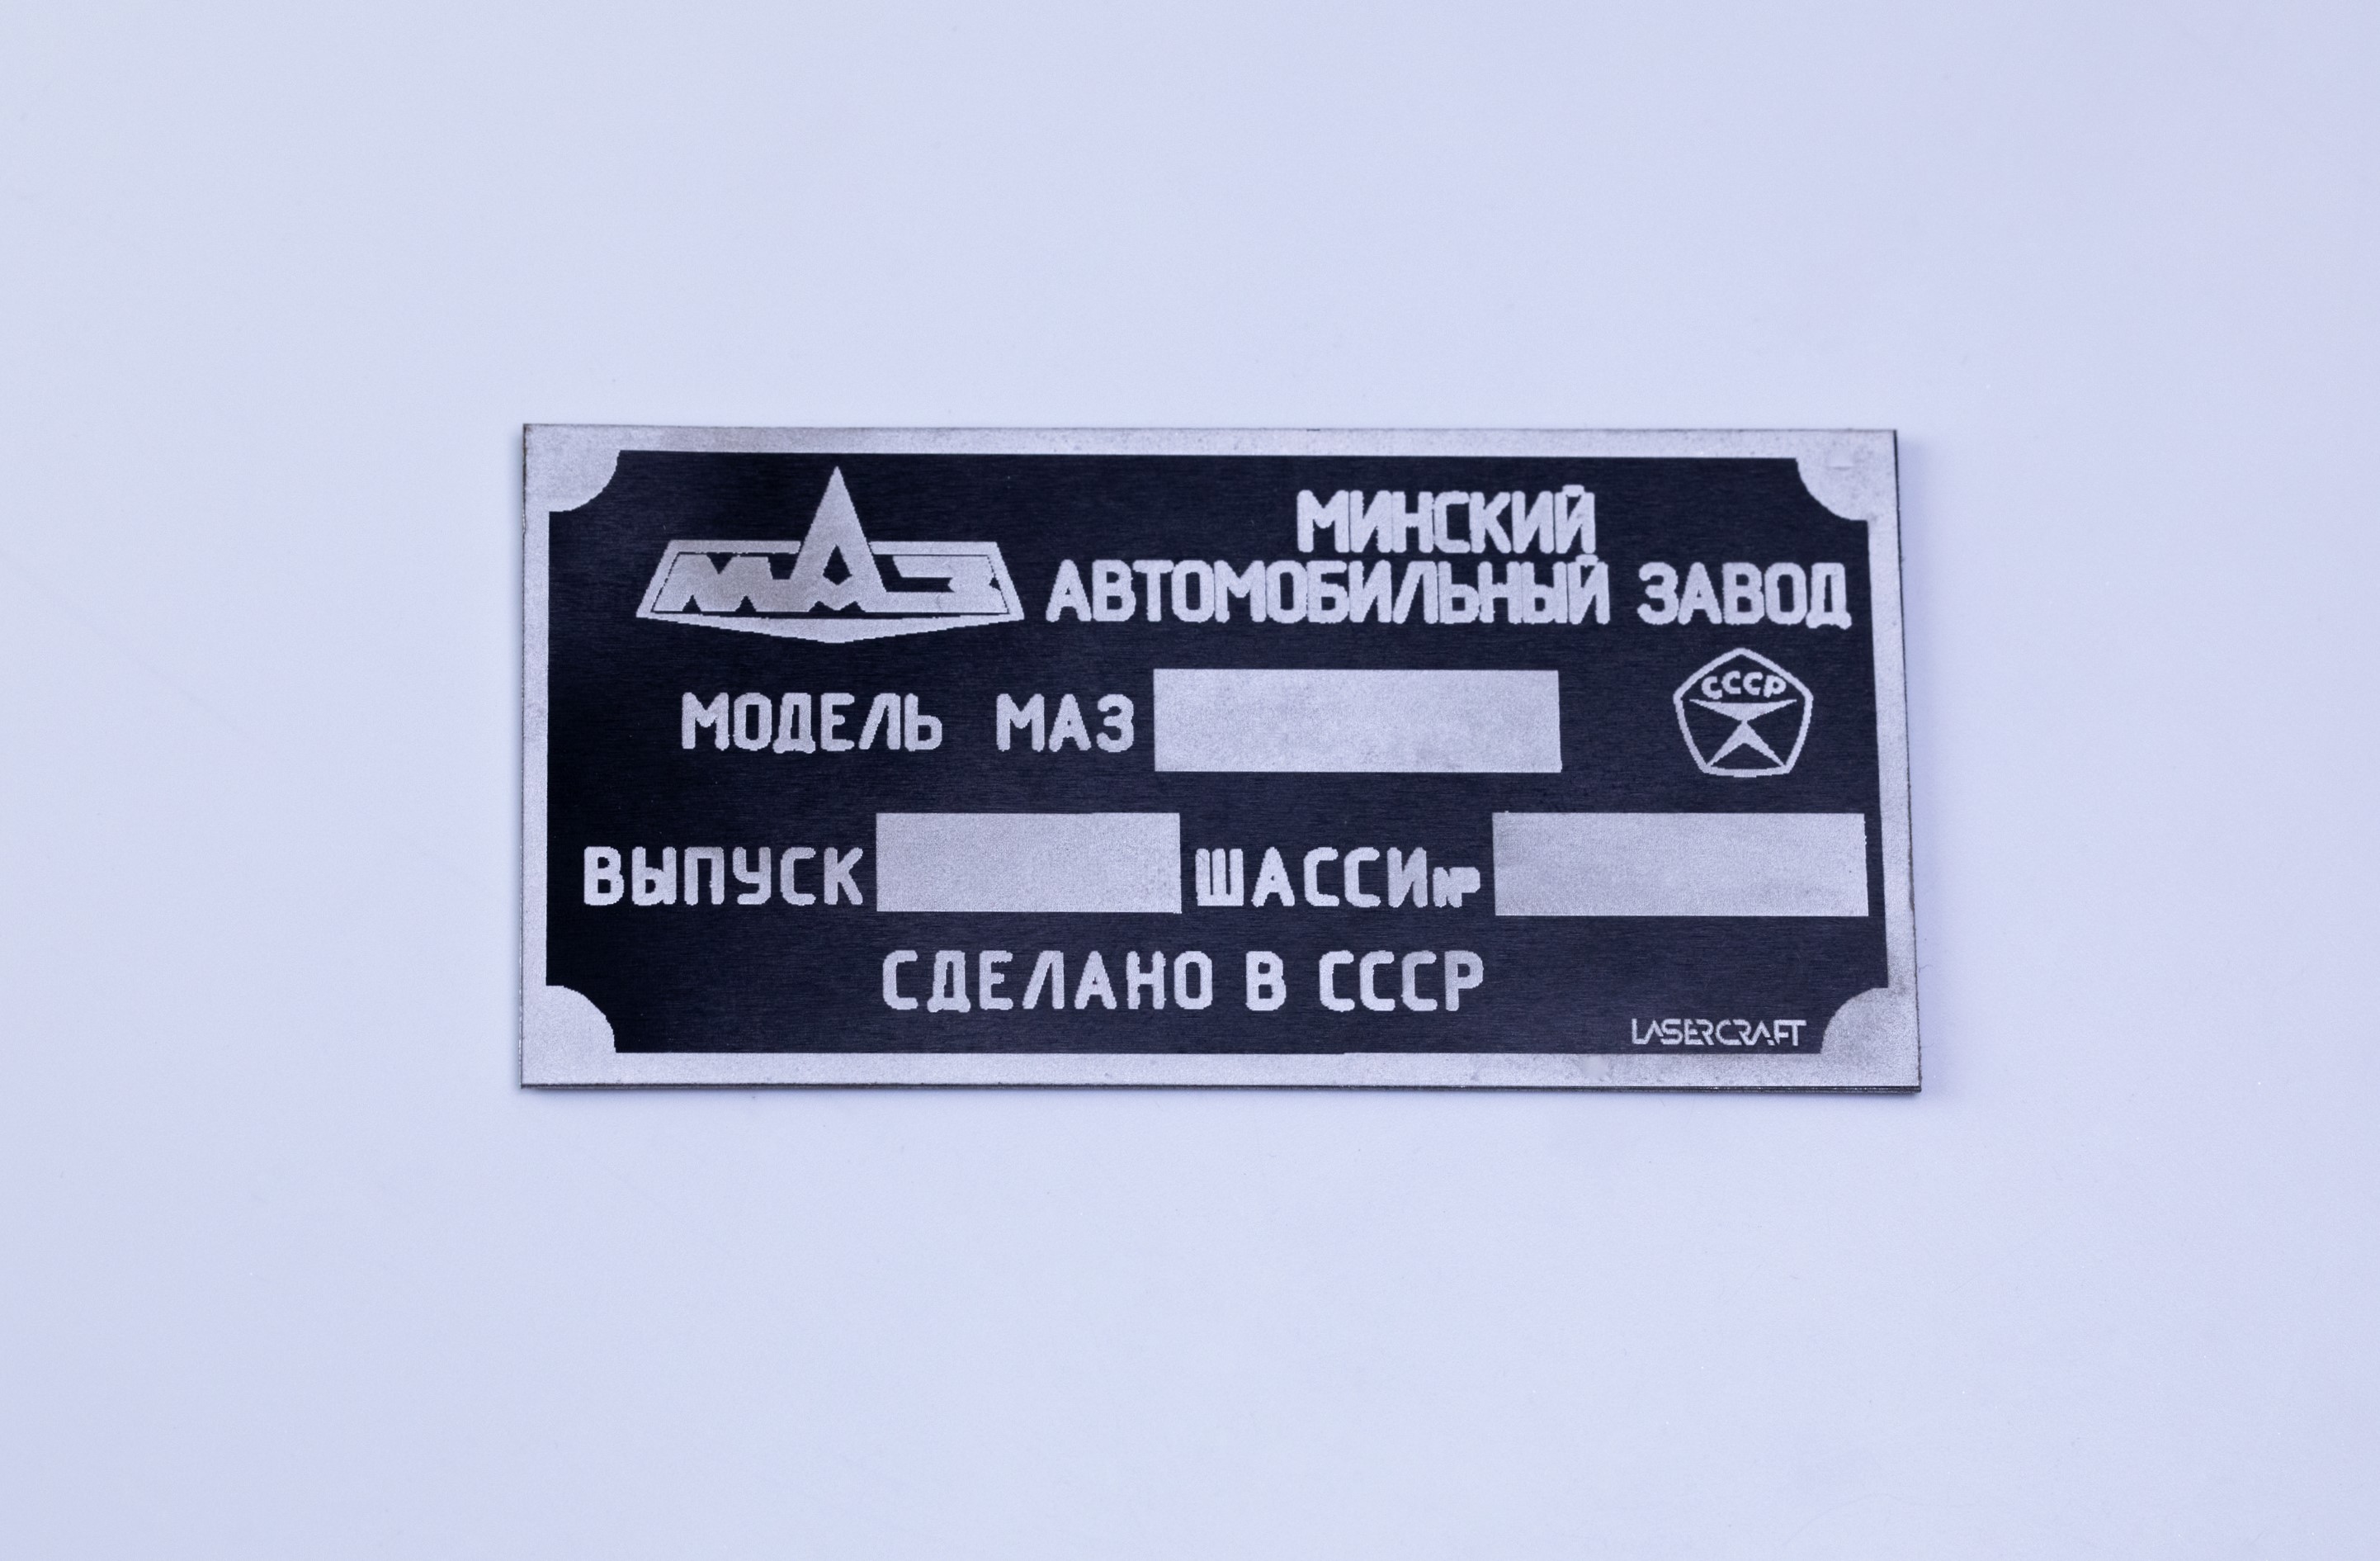 МАЗ
МИНСКИЙ
АВТОМОБИЛЬНЫЙ ЗАВОД
МОДЕЛЬ МАЗ
СССР
ВЫПУСК ШАССИ №
СДЕЛАНО В СССР
LASERCRAFT